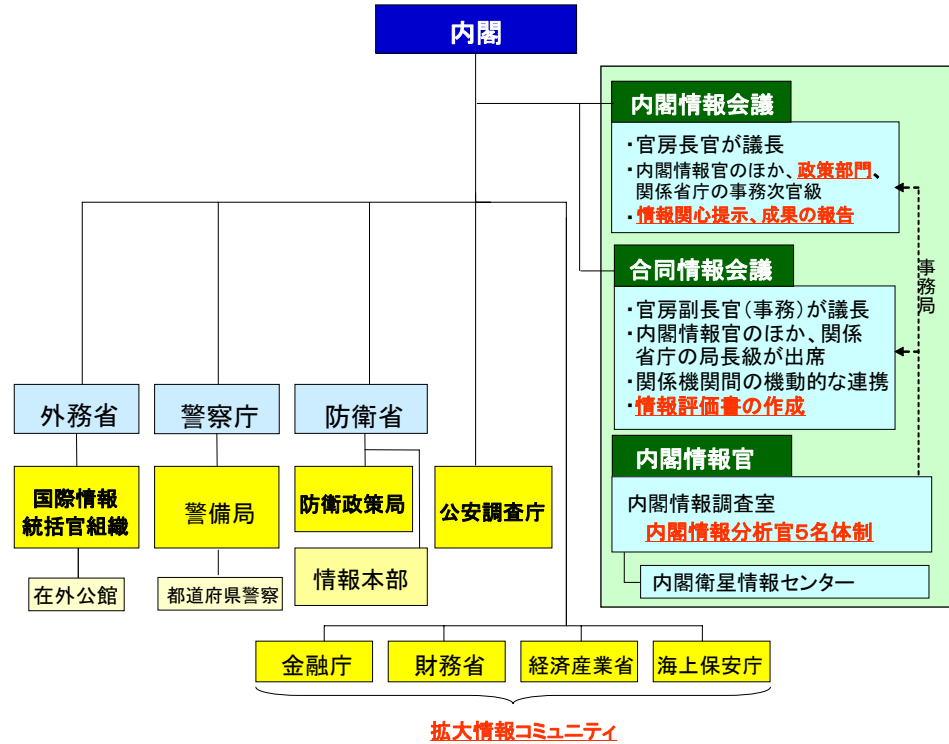 内閣
内閣情報会議
・官房長官が議長
・内閣情報官のほか、政策部門、
関係省庁の事務次官級
・情報関心提示、成果の報告
合同情報会議
・官房副長官(事務)が議長
・内閣情報官のほか、関係
省庁の局長級が出席
・関係機関間の機動的な連携
・情報評価書の作成
内閣情報官
内閣情報調査室
内閣情報分析官5名体制
内閣衛星情報センター
事務局
外務省
警察庁
防衛省
国際情報
統括官組織
警備局
防衛政策局
公安調査庁
在外公館
都道府県警察
情報本部
金融庁
財務省
経済産業省
海上保安庁
拡大情報コミュニティ